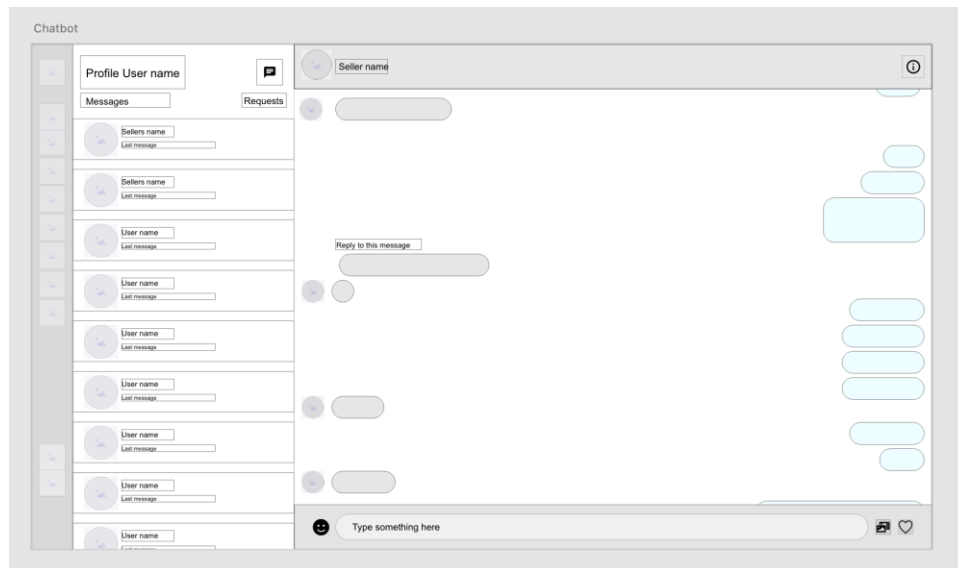 Chatbot
Profile User name
Messages
Requests
Sellers name
Last message
Sellers name
Last message
User name
Last message
User name
Last message
User name
Last message
User name
Last message
User name
Last message
User name
Last message
User name
Last message
Seller name
Reply to this message
Type something here